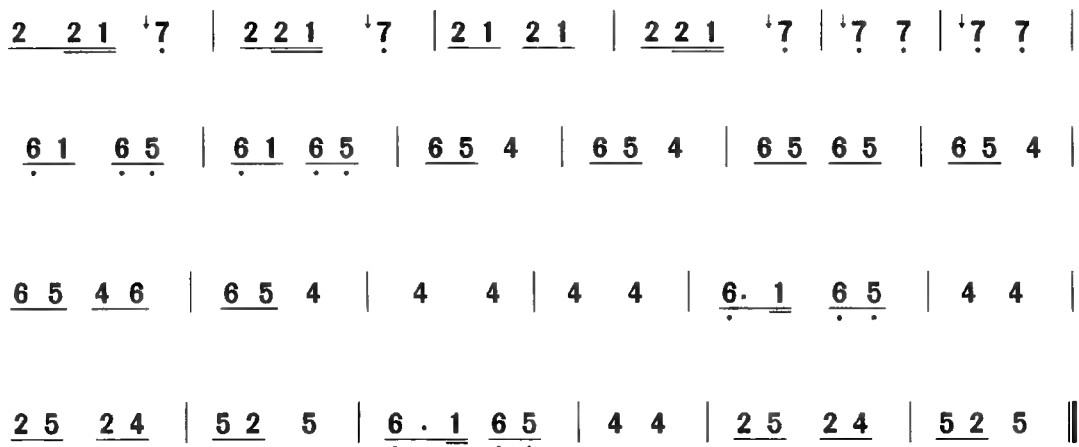 2 2 1 ↓7 | 2 2 1 ↓7 | 2 1 2 1 | 2 2 1 ↓7 | ↓7 7 | ↓7 7 |
6 1 6 5 | 6 1 6 5 | 6 5 4 | 6 5 4 | 6 5 6 5 | 6 5 4 |
6 5 4 6 | 6 5 4 | 4 4 | 4 4 | 6. 1 6 5 | 4 4 |
2 5 2 4 | 5 2 5 | 6. 1 6 5 | 4 4 | 2 5 2 4 | 5 2 5 ‖